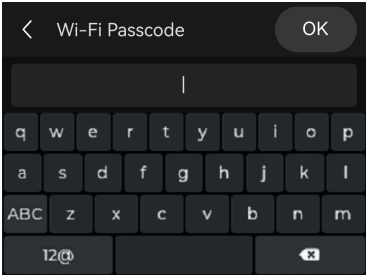 Wi-Fi Passcode OK
q w e r t y u i o p
a s d f g h j k l
ABC z x c v b n m
12@